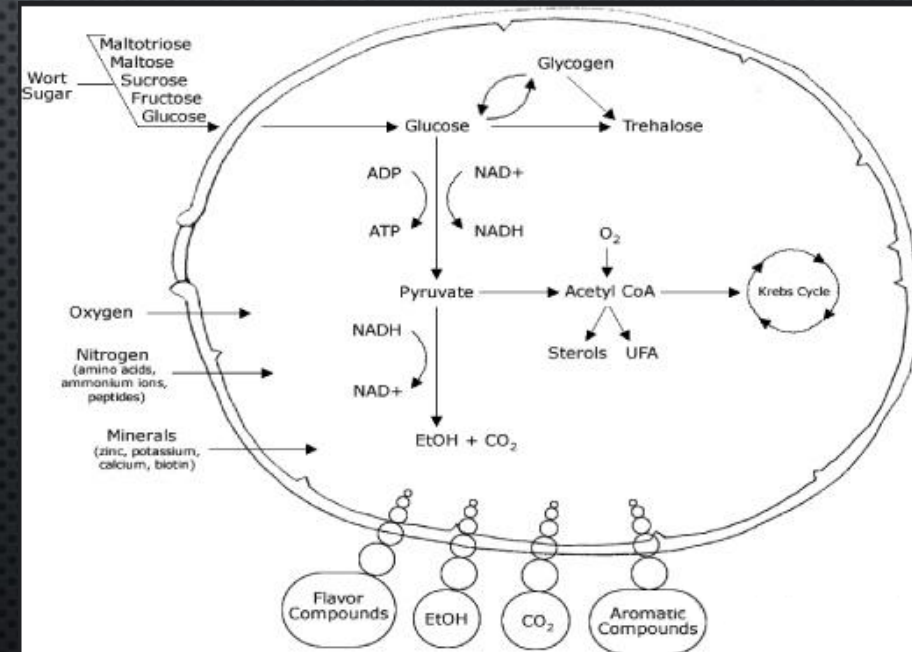 Maltotriose
Maltose
Sucrose
Fructose
Glucose
Wort
Sugar
Glycogen
Glucose
Trehalose
ADP
NAD+
ATP
NADH
O₂
Pyruvate
Acetyl CoA
Krebs Cycle
Oxygen
NADH
Sterols UFA
Nitrogen
(amino acids,
ammonium ions,
peptides)
NAD+
Minerals
(zinc, potassium,
calcium, biotin)
EtOH + CO₂
Flavor
Compounds
EtOH
CO₂
Aromatic
Compounds